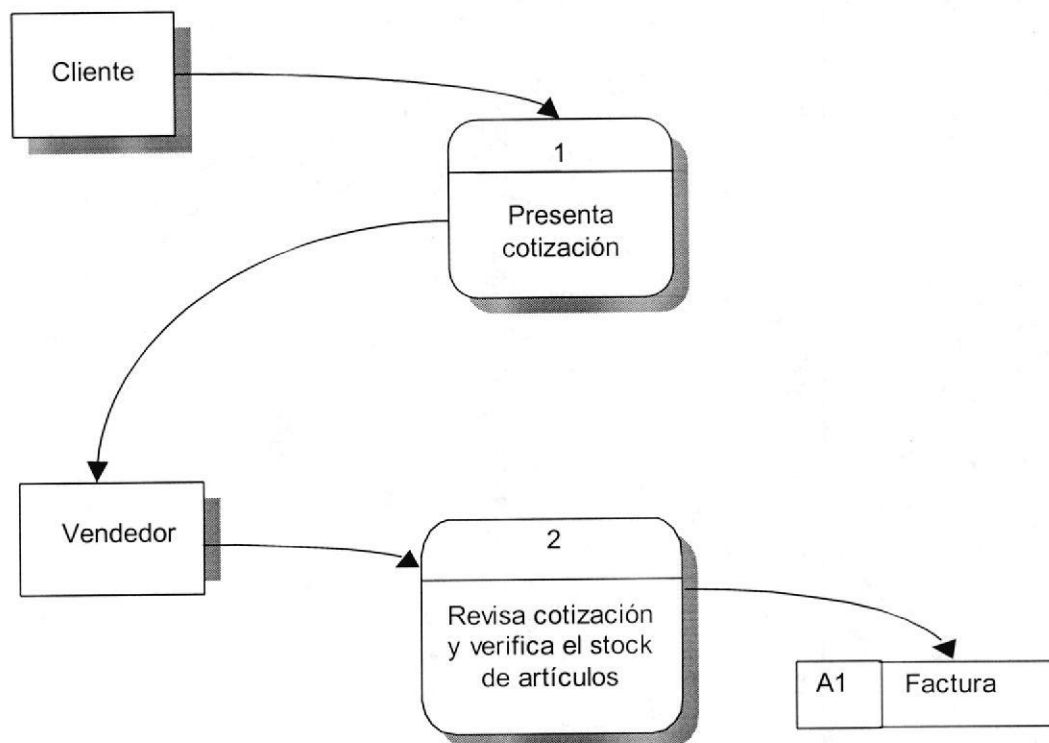 Cliente
1
Presenta
cotización
Vendedor
2
Revisa cotización
y verifica el stock
de artículos
A1 Factura